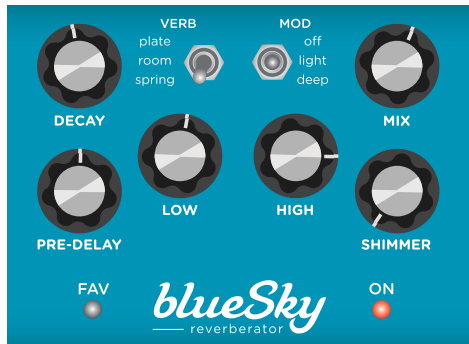 VERB
plate
room
spring
MOD
off
light
deep
DECAY
MIX
LOW
HIGH
PRE-DELAY
SHIMMER
FAV
ON
blueSky
reverberator